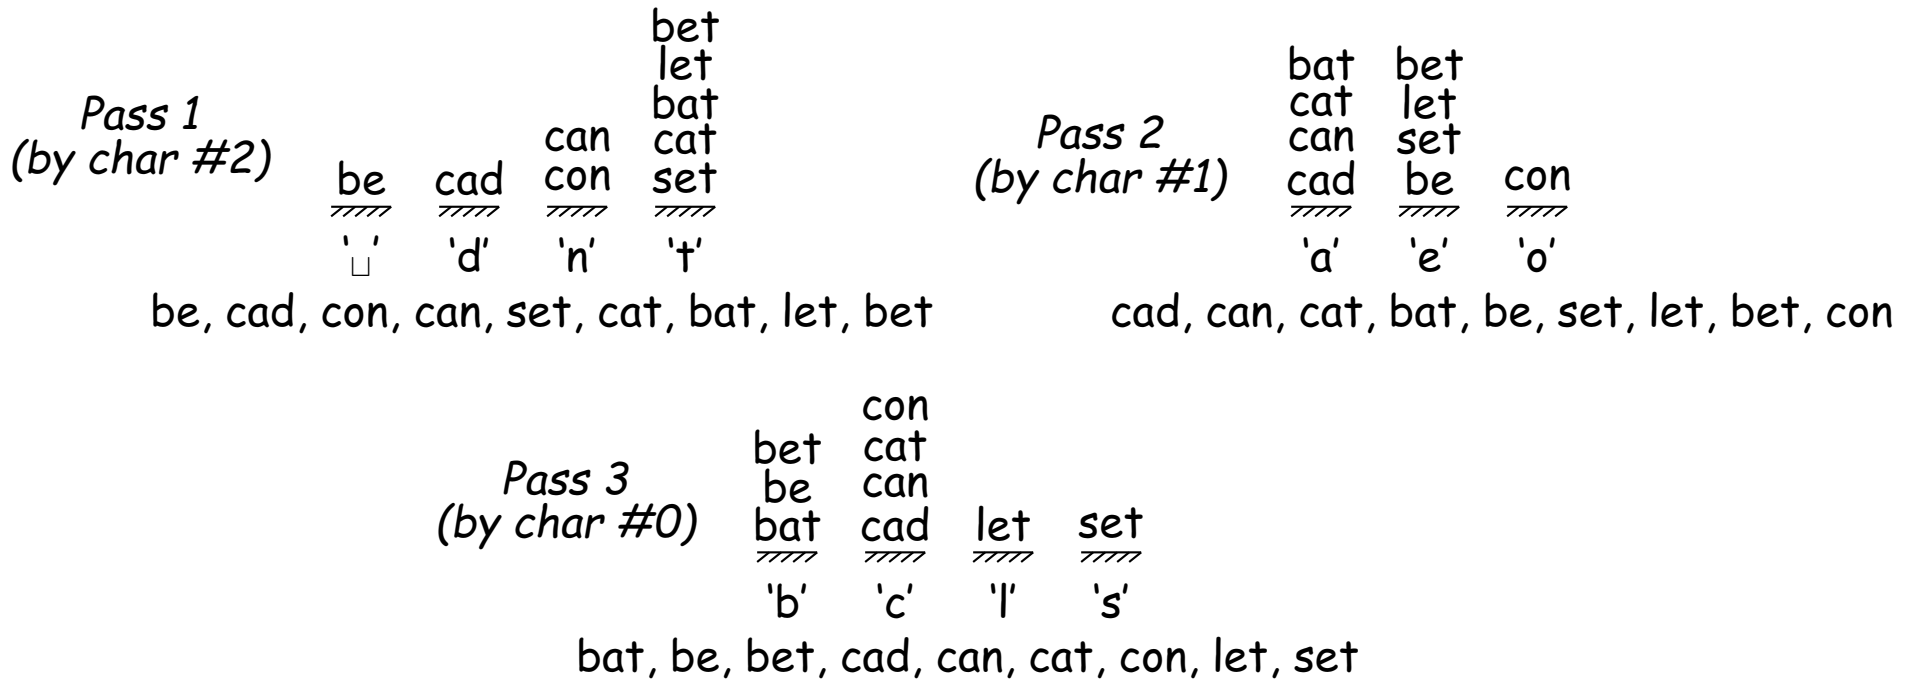 Pass 1
(by char #2)
bet
let
bat
can cat
be cad con set
‘␣’ ‘d’ ‘n’ ‘t’
be, cad, con, can, set, cat, bat, let, bet
Pass 2
(by char #1)
bat bet
cat let
can set
cad be con
‘a’ ‘e’ ‘o’
cad, can, cat, bat, be, set, let, bet, con
Pass 3
(by char #0)
con
bet cat
be can
bat cad let set
‘b’ ‘c’ ‘l’ ‘s’
bat, be, bet, cad, can, cat, con, let, set